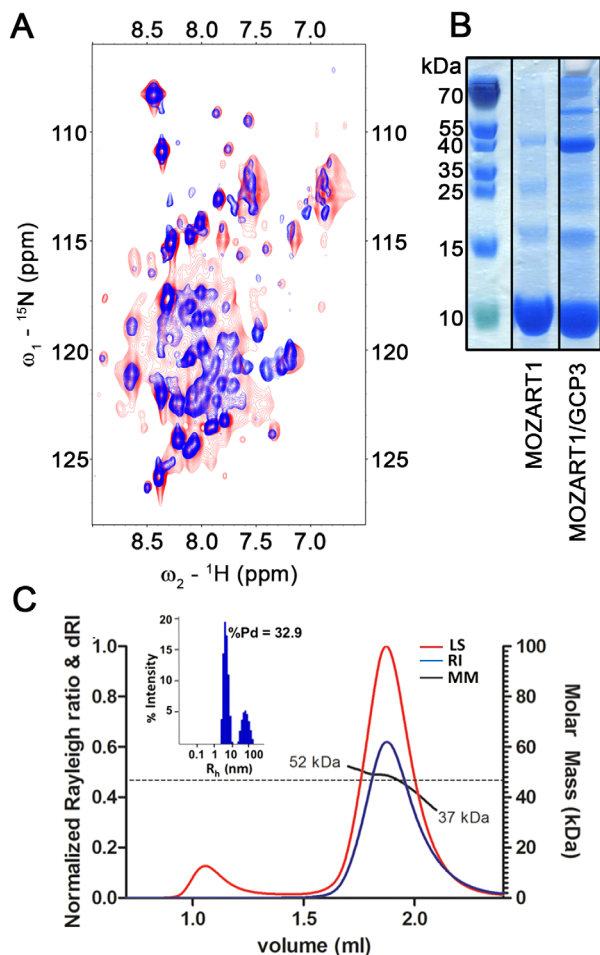 A
8.5 8.0 7.5 7.0
110 110
115 115
120 120
125 125
8.5 8.0 7.5 7.0
ω1 - 15N (ppm)
ω2 - 1H (ppm)
B
kDa
70
55
40
35
25
15
10
MOZART1
MOZART1/GCP3
C
20
15
10
5
% Intensity
0.1 1 10 100
Rh (nm)
%Pd = 32.9
LS
RI
MM
52 kDa
37 kDa
1.0 100
0.8 80
0.6 60
0.4 40
0.2 20
0.0 0
1.0 1.5 2.0
Normalized Rayleigh ratio & dRI
Molar Mass (kDa)
volume (ml)